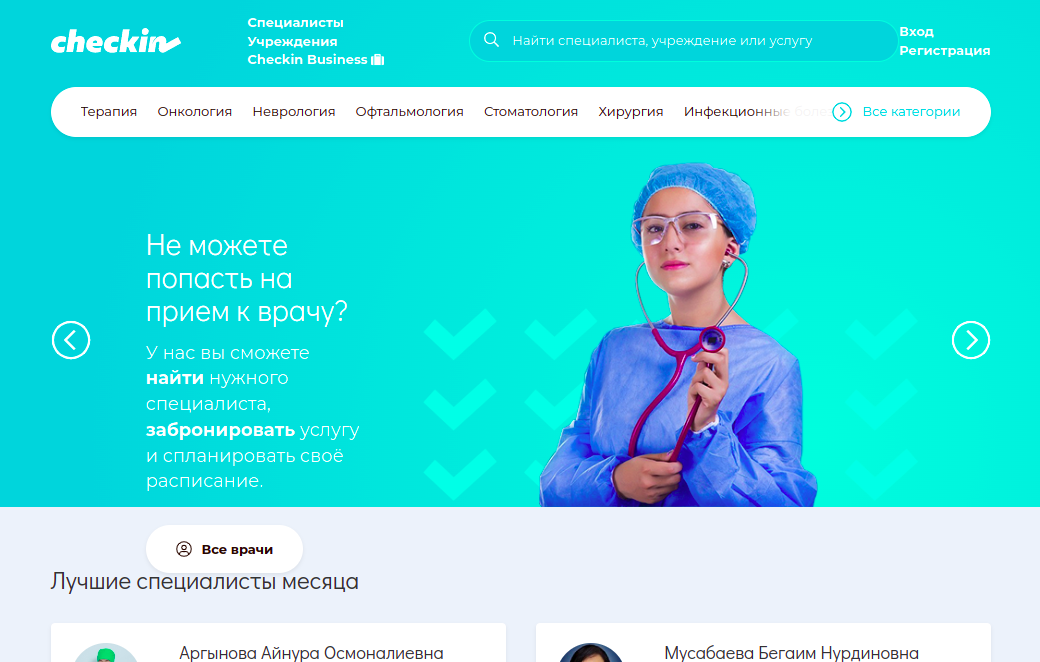 checkin
Специалисты
Учреждения
Checkin Business
Найти специалиста, учреждение или услугу
Вход
Регистрация
Терапия Онкология Неврология Офтальмология Стоматология Хирургия Инфекционные Все категории
Не можете
попасть на
прием к врачу?
У нас вы сможете
найти нужного
специалиста,
забронировать услугу
и спланировать своё
расписание.
Все врачи
Лучшие специалисты месяца
Аргынова Айнура Осмоналиевна
Мусабаева Бегаим Нурдиновна